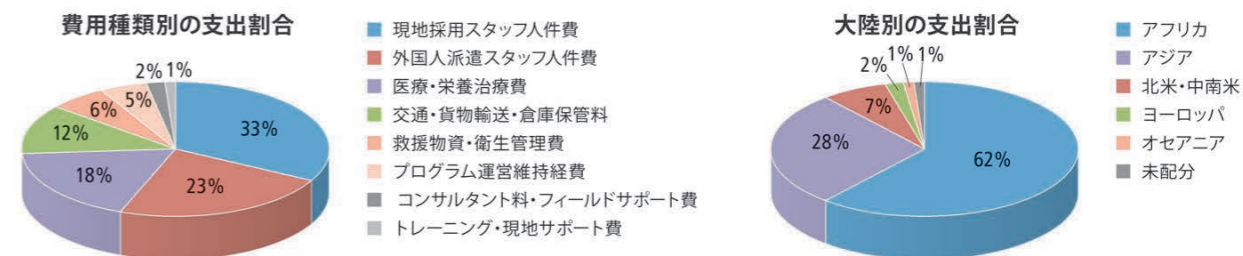 費用種類別の支出割合
2%
1%
5%
6%
12%
33%
18%
23%
現地採用スタッフ人件費
外国人派遣スタッフ人件費
医療・栄養治療費
交通・貨物輸送・倉庫保管料
救援物資・衛生管理費
プログラム運営維持経費
コンサルタント料・フィールドサポート費
トレーニング・現地サポート費
大陸別の支出割合
1%
1%
2%
7%
28%
62%
アフリカ
アジア
北米・中南米
ヨーロッパ
オセアニア
未配分